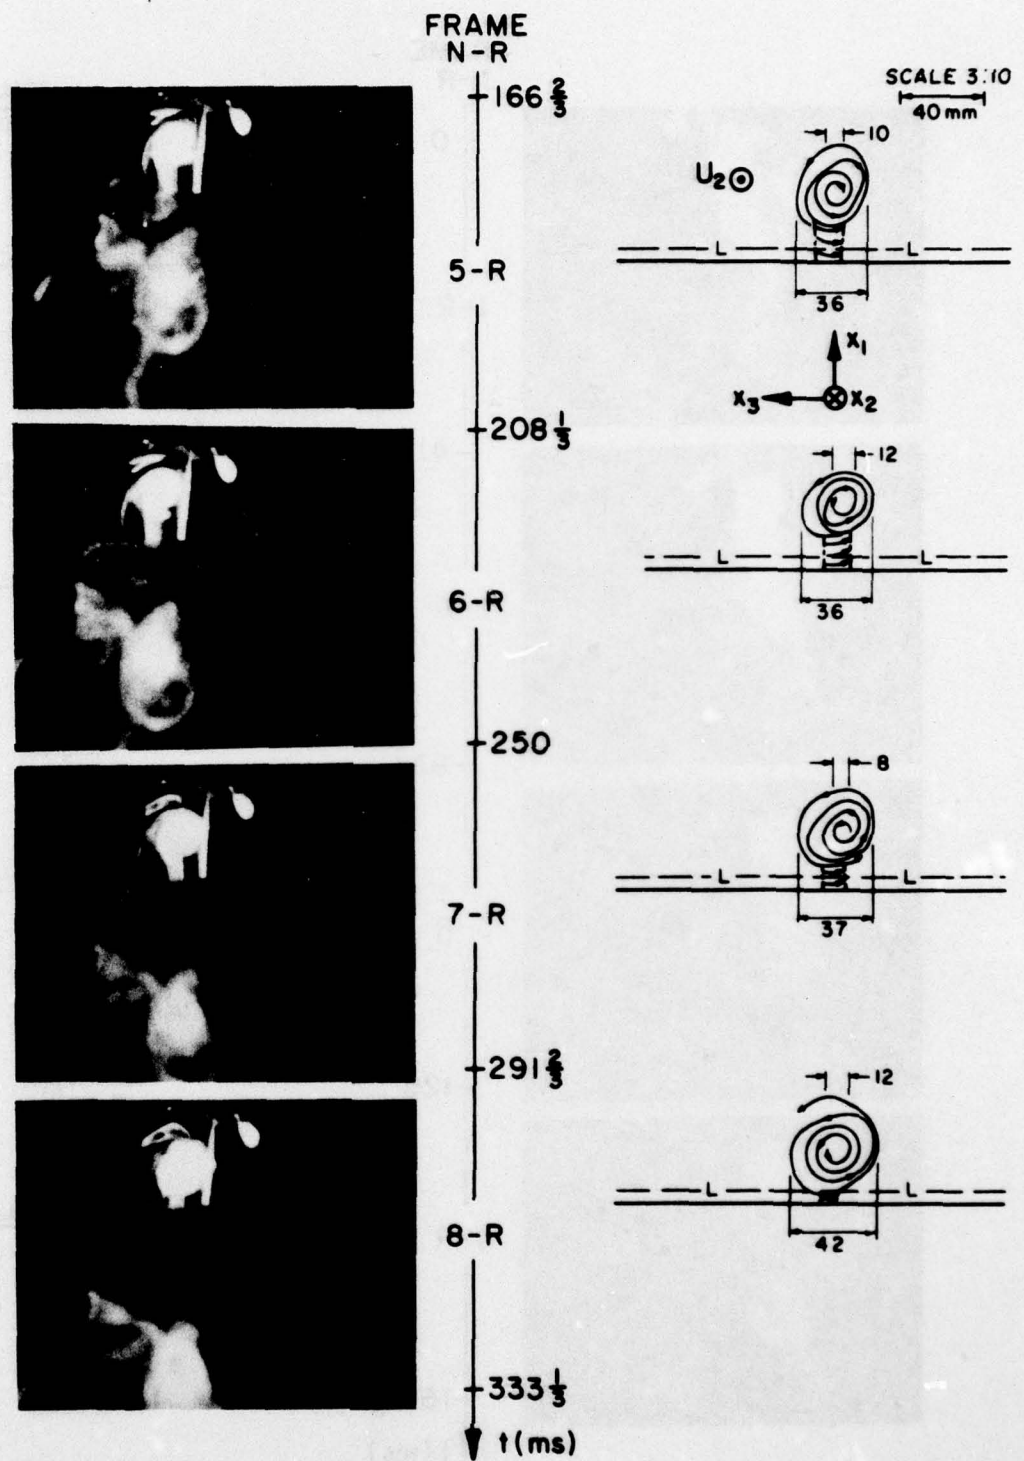 FRAME
N-R
166 2/3
SCALE 3:10
40 mm
10
U2
L L
5-R
36
x1
x3 x2
208 1/3
12
L L
6-R
36
250
8
L L
7-R
37
291 2/3
12
L L
8-R
42
333 1/3
t (ms)